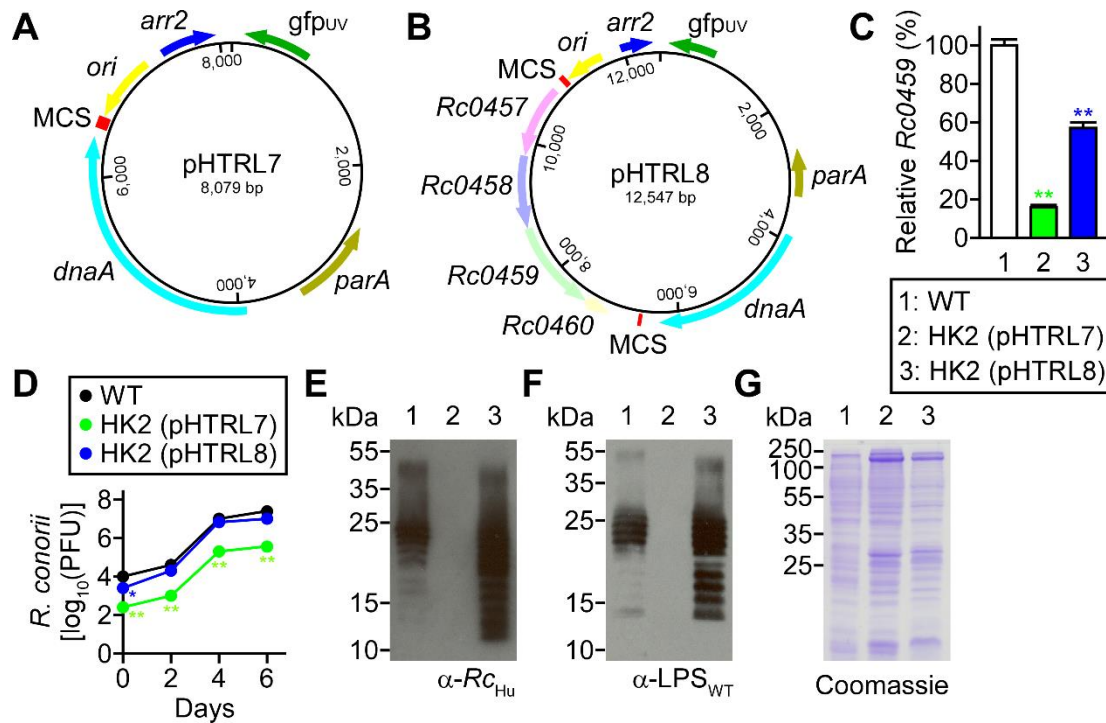 A
arr2
gfpUV
8,000
ori
MCS
pHTRL7
8,079 bp
2,000
6,000
dnaA
4,000
parA
B
arr2
gfpUV
ori
12,000
MCS
Rc0457
2,000
10,000
pHTRL8
12,547 bp
parA
Rc0458
4,000
8,000
Rc0459
6,000
dnaA
Rc0460
MCS
C
Relative Rc0459 (%)
100
80
60
40
20
0
**
**
1 2 3
1: WT
2: HK2 (pHTRL7)
3: HK2 (pHTRL8)
D
WT
HK2 (pHTRL7)
HK2 (pHTRL8)
R. conorii
[log10(PFU)]
8
6
4
2
0
*
**
**
**
**
0 2 4 6
Days
E
kDa 1 2 3
55
35
25
15
10
α-RcHu
F
kDa 1 2 3
55
35
25
15
10
α-LPSWT
G
kDa 1 2 3
250
100
55
35
25
Coomassie